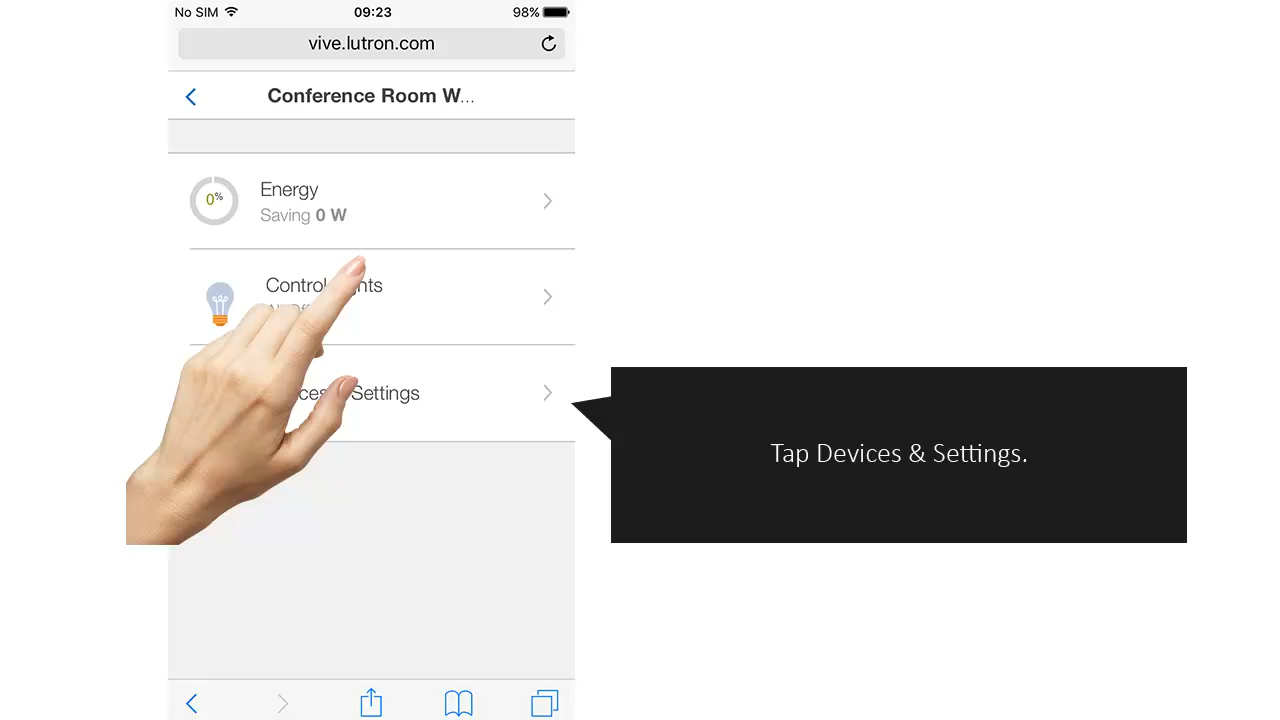 No SIM 09:23 98%
vive.lutron.com
Conference Room W...
0%
Energy
Saving 0 W
Control
Settings
Tap Devices & Settings.